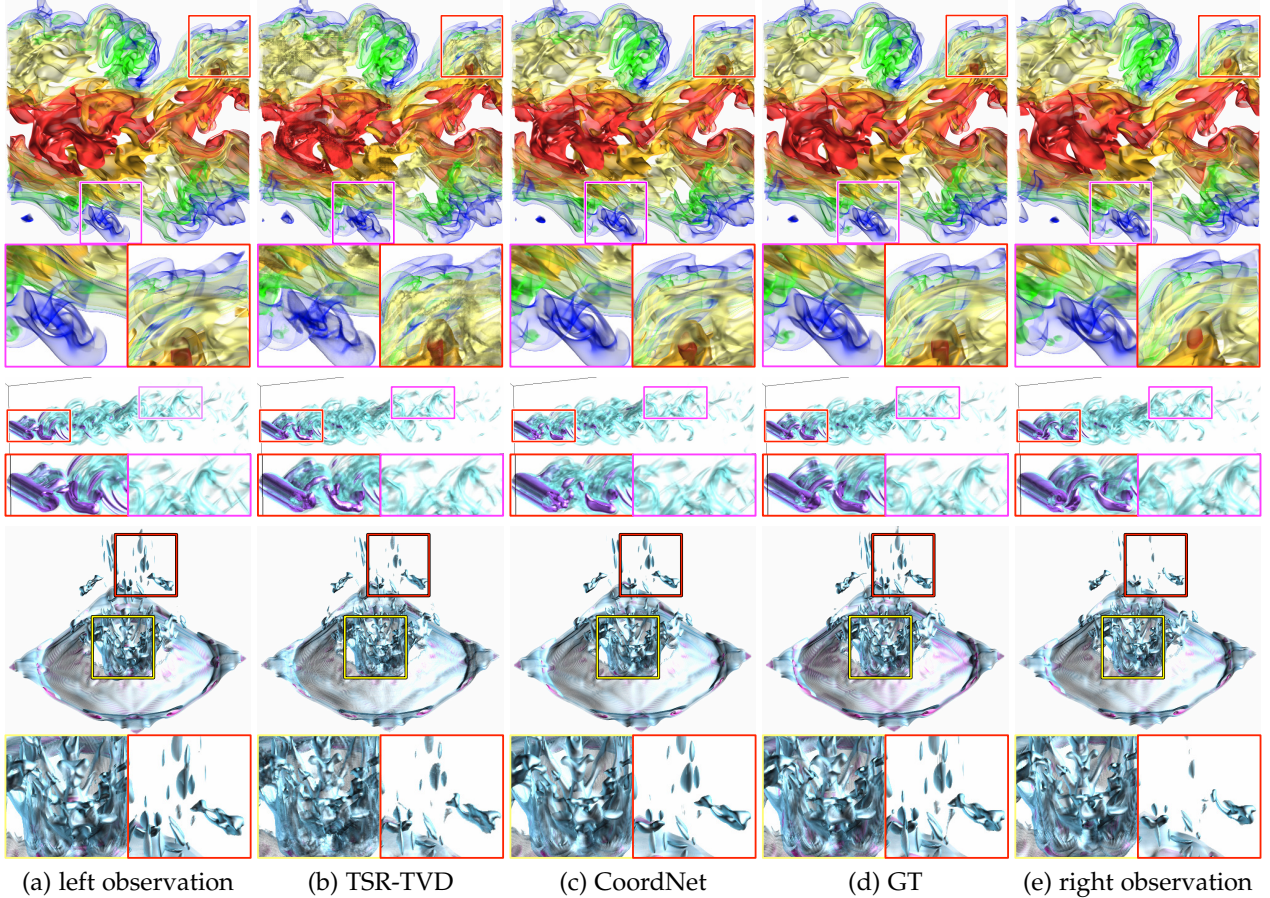 (a) left observation
(b) TSR-TVD
(c) CoordNet
(d) GT
(e) right observation